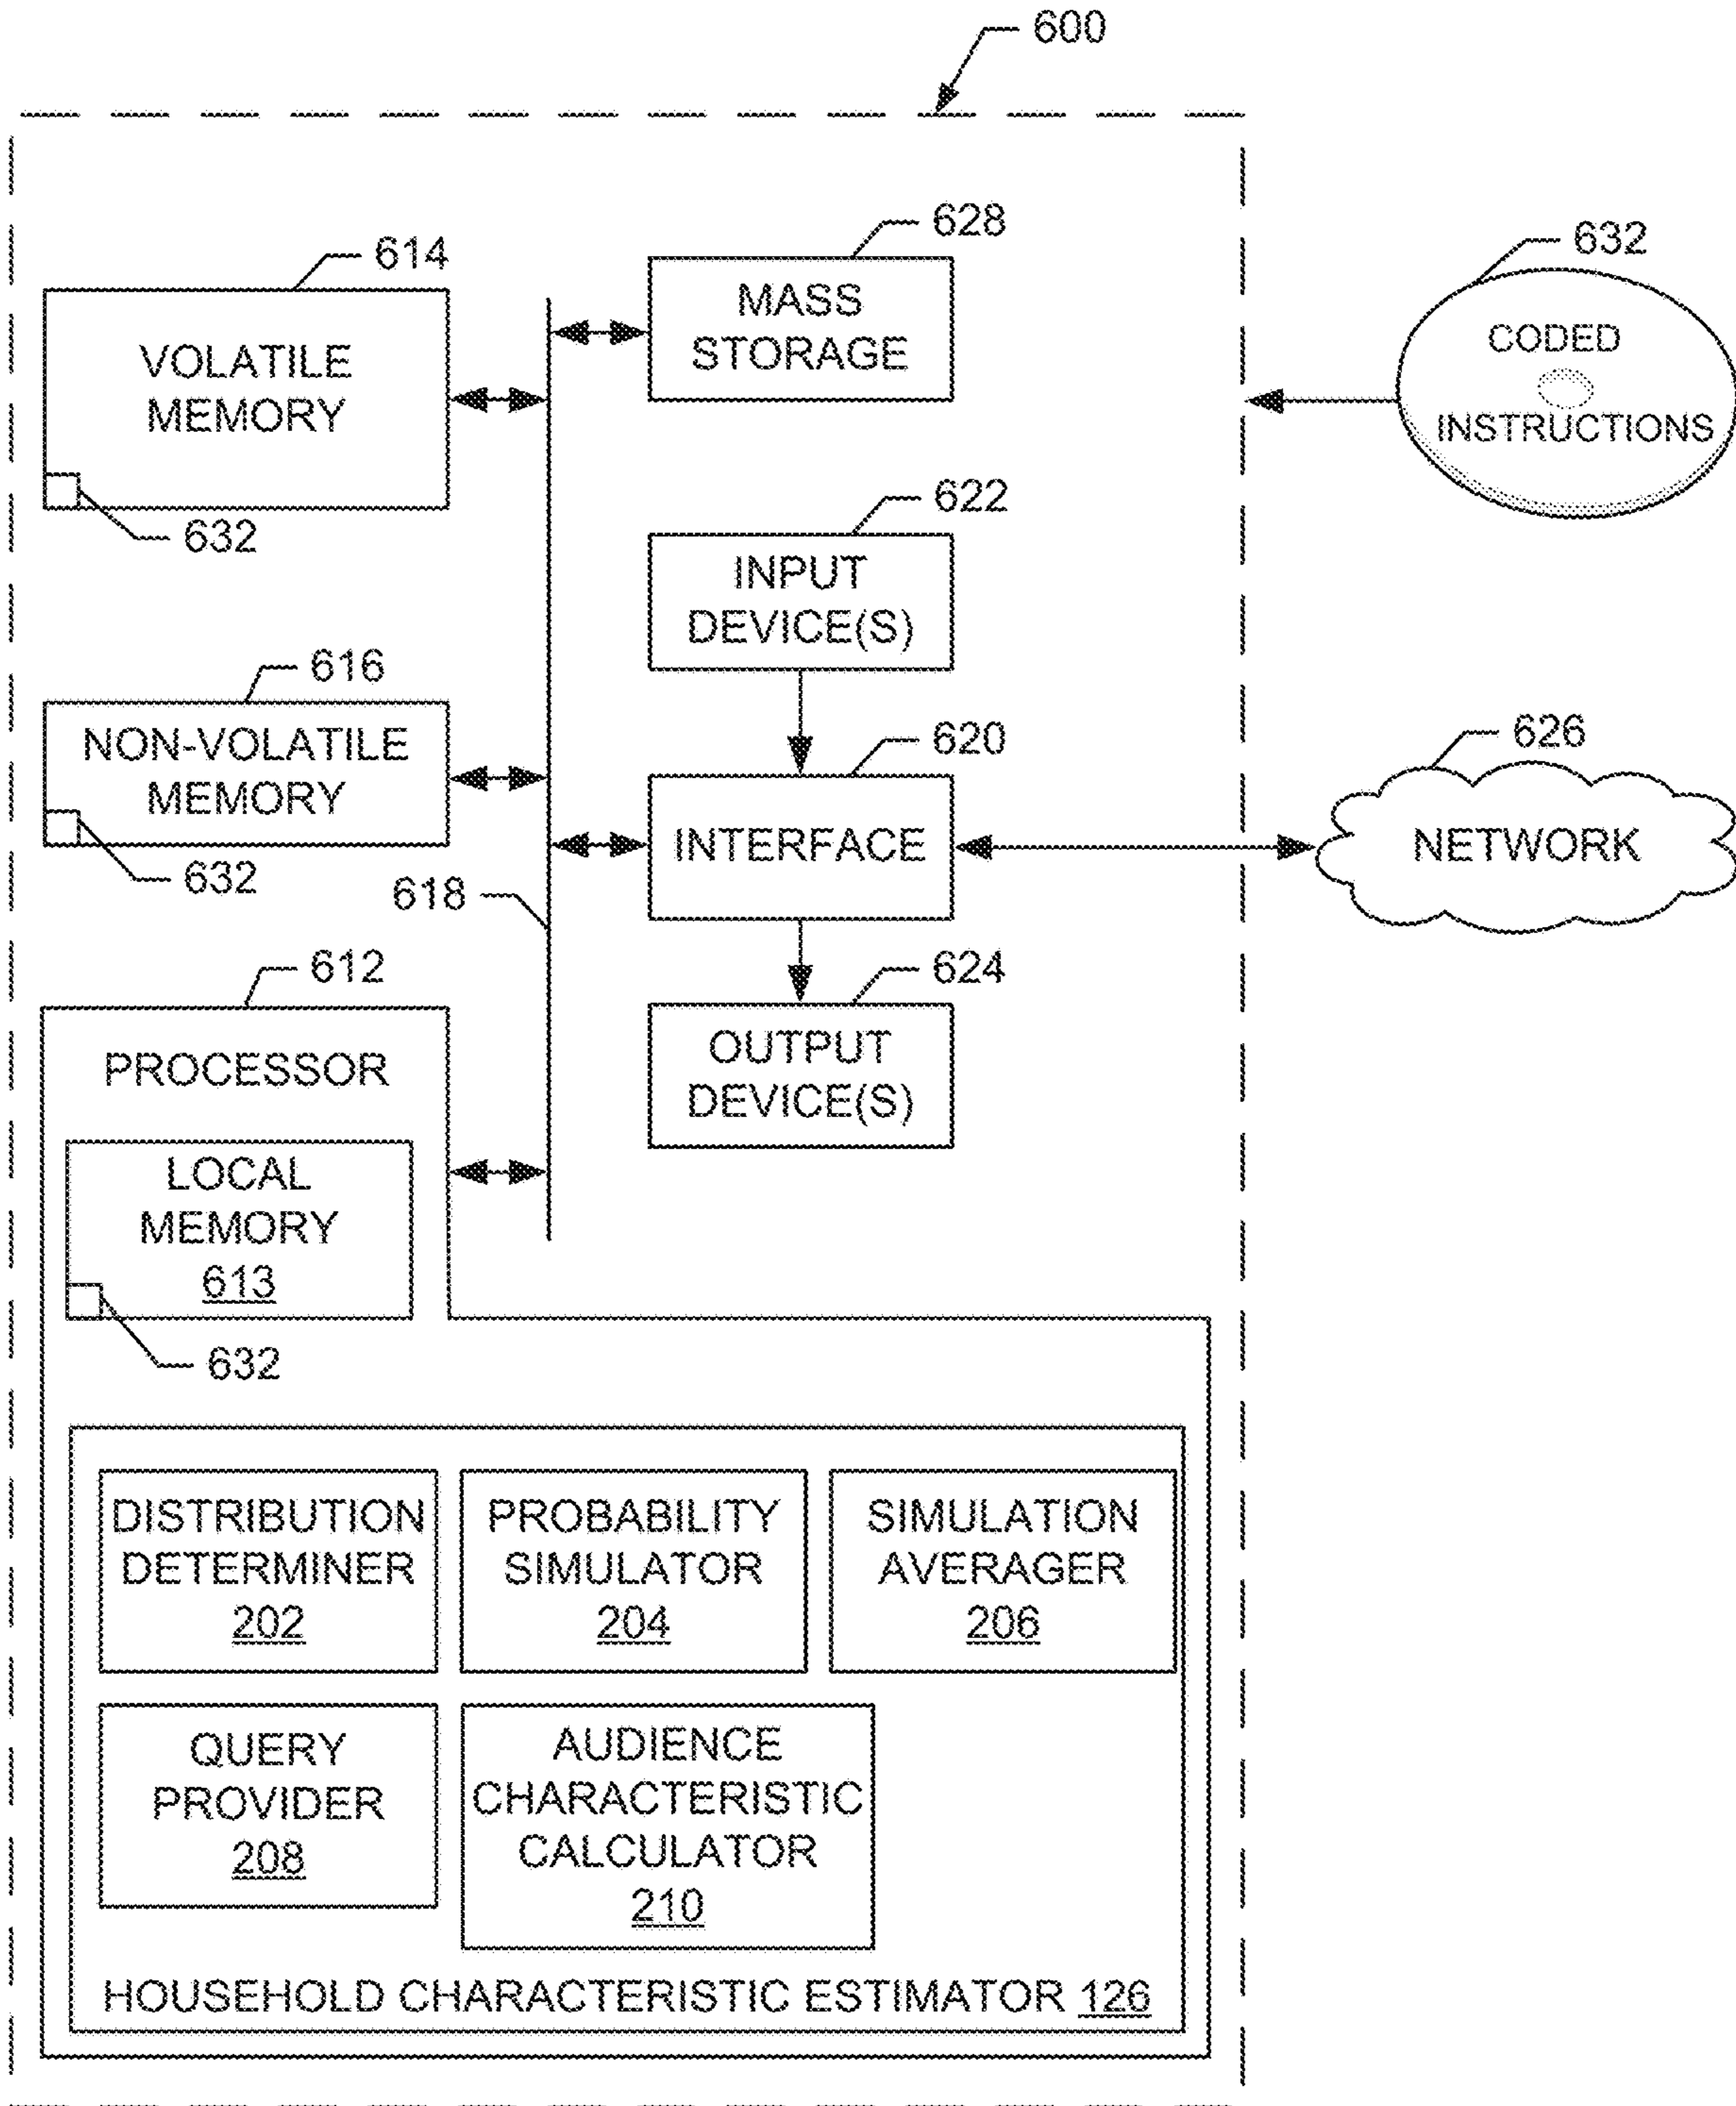 600
614
628
632
VOLATILE
MEMORY
632
MASS
STORAGE
CODED
INSTRUCTIONS
622
INPUT
DEVICE(S)
616
NON-VOLATILE
MEMORY
632
618
620
INTERFACE
626
NETWORK
624
OUTPUT
DEVICE(S)
612
PROCESSOR
LOCAL
MEMORY
613
632
DISTRIBUTION
DETERMINER
202
PROBABILITY
SIMULATOR
204
SIMULATION
AVERAGER
206
QUERY
PROVIDER
208
AUDIENCE
CHARACTERISTIC
CALCULATOR
210
HOUSEHOLD CHARACTERISTIC ESTIMATOR 126